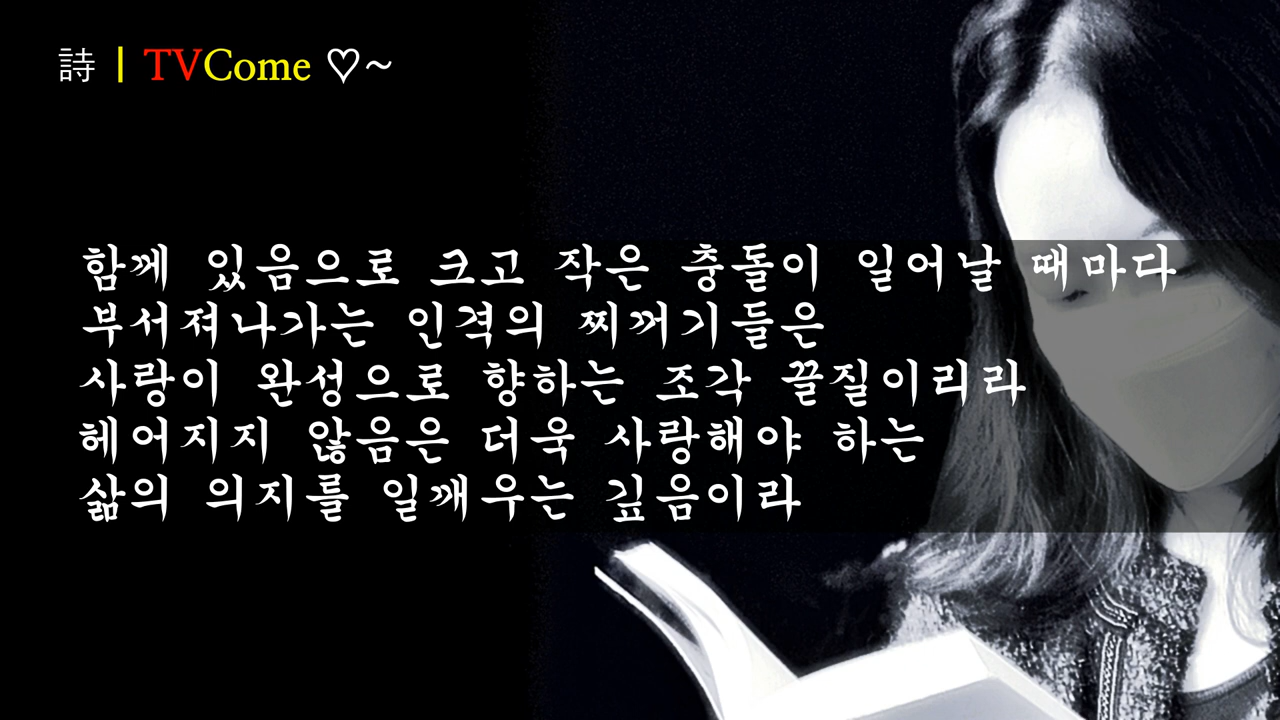 詩 | TVCome ♡~
함께 있음으로 크고 작은 충돌이 일어날 때마다
부서져나가는 인격의 찌꺼기들은
사랑이 완성으로 향하는 조각 끌질이리라
헤어지지 않음은 더욱 사랑해야 하는
삶의 의지를 일깨우는 깊음이라